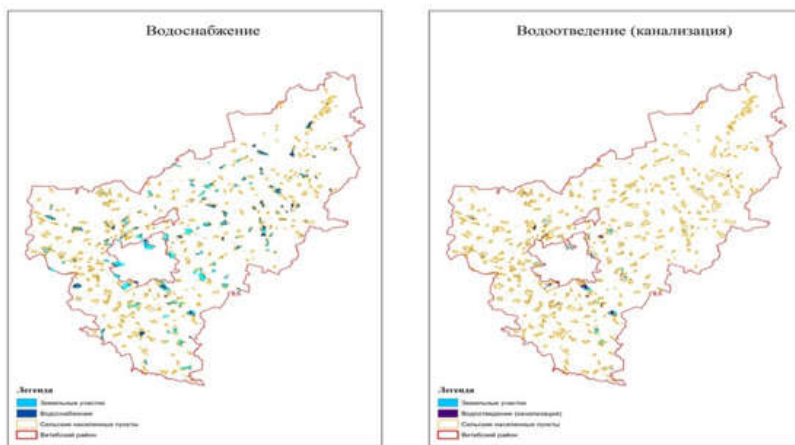 Водоснабжение
Легенда
Земельные участки
Водоснабжение
Сельские населенные пункты
Витебский район
Водоотведение (канализация)
Легенда
Земельные участки
Водоотведение (канализация)
Сельские населенные пункты
Витебский район